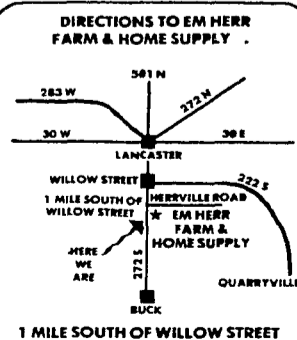 DIRECTIONS TO EM HERR
FARM & HOME SUPPLY .
501 N
283 W
272 N
30 W
30 E
LANCASTER
WILLOW STREET
222 S
1 MILE SOUTH OF
WILLOW STREET
HERRVILLE ROAD
★ EM HERR
FARM &
HOME SUPPLY
HERE
WE
ARE
272 S
QUARRYVILLE
BUCK
1 MILE SOUTH OF WILLOW STREET